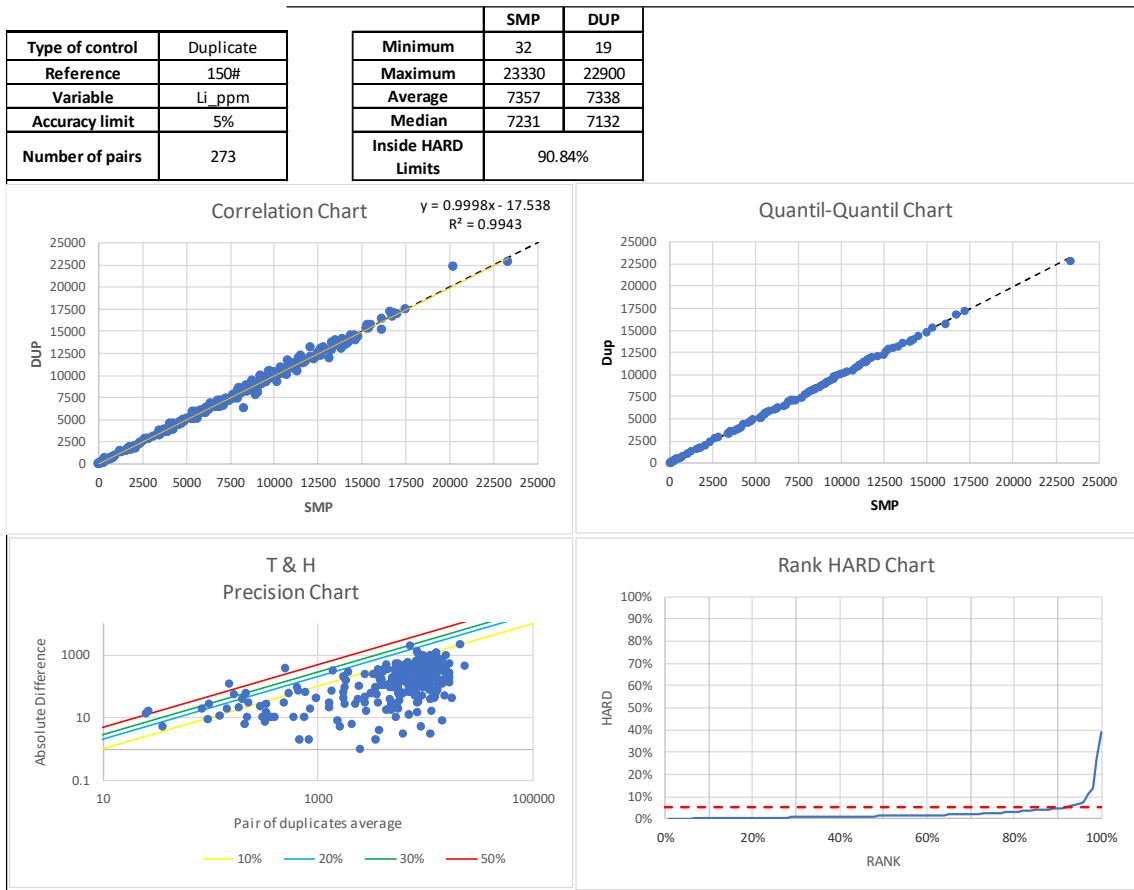 SMP DUP
Type of control Duplicate Minimum 32 19
Reference 150# Maximum 23330 22900
Variable Li_ppm Average 7357 7338
Accuracy limit 5% Median 7231 7132
Number of pairs 273 Inside HARD Limits 90.84%
Correlation Chart
y = 0.9998x - 17.538
R² = 0.9943
25000
22500
20000
17500
15000
12500
10000
7500
5000
2500
0
DUP
0 2500 5000 7500 10000 12500 15000 17500 20000 22500 25000
SMP
Quantil-Quantil Chart
25000
22500
20000
17500
15000
12500
10000
7500
5000
2500
0
Dup
0 2500 5000 7500 10000 12500 15000 17500 20000 22500 25000
SMP
T & H
Precision Chart
Absolute Difference
1000
10
0.1
10 1000 100000
Pair of duplicates average
10% 20% 30% 50%
Rank HARD Chart
100%
90%
80%
70%
60%
50%
40%
30%
20%
10%
0%
HARD
0% 20% 40% 60% 80% 100%
RANK